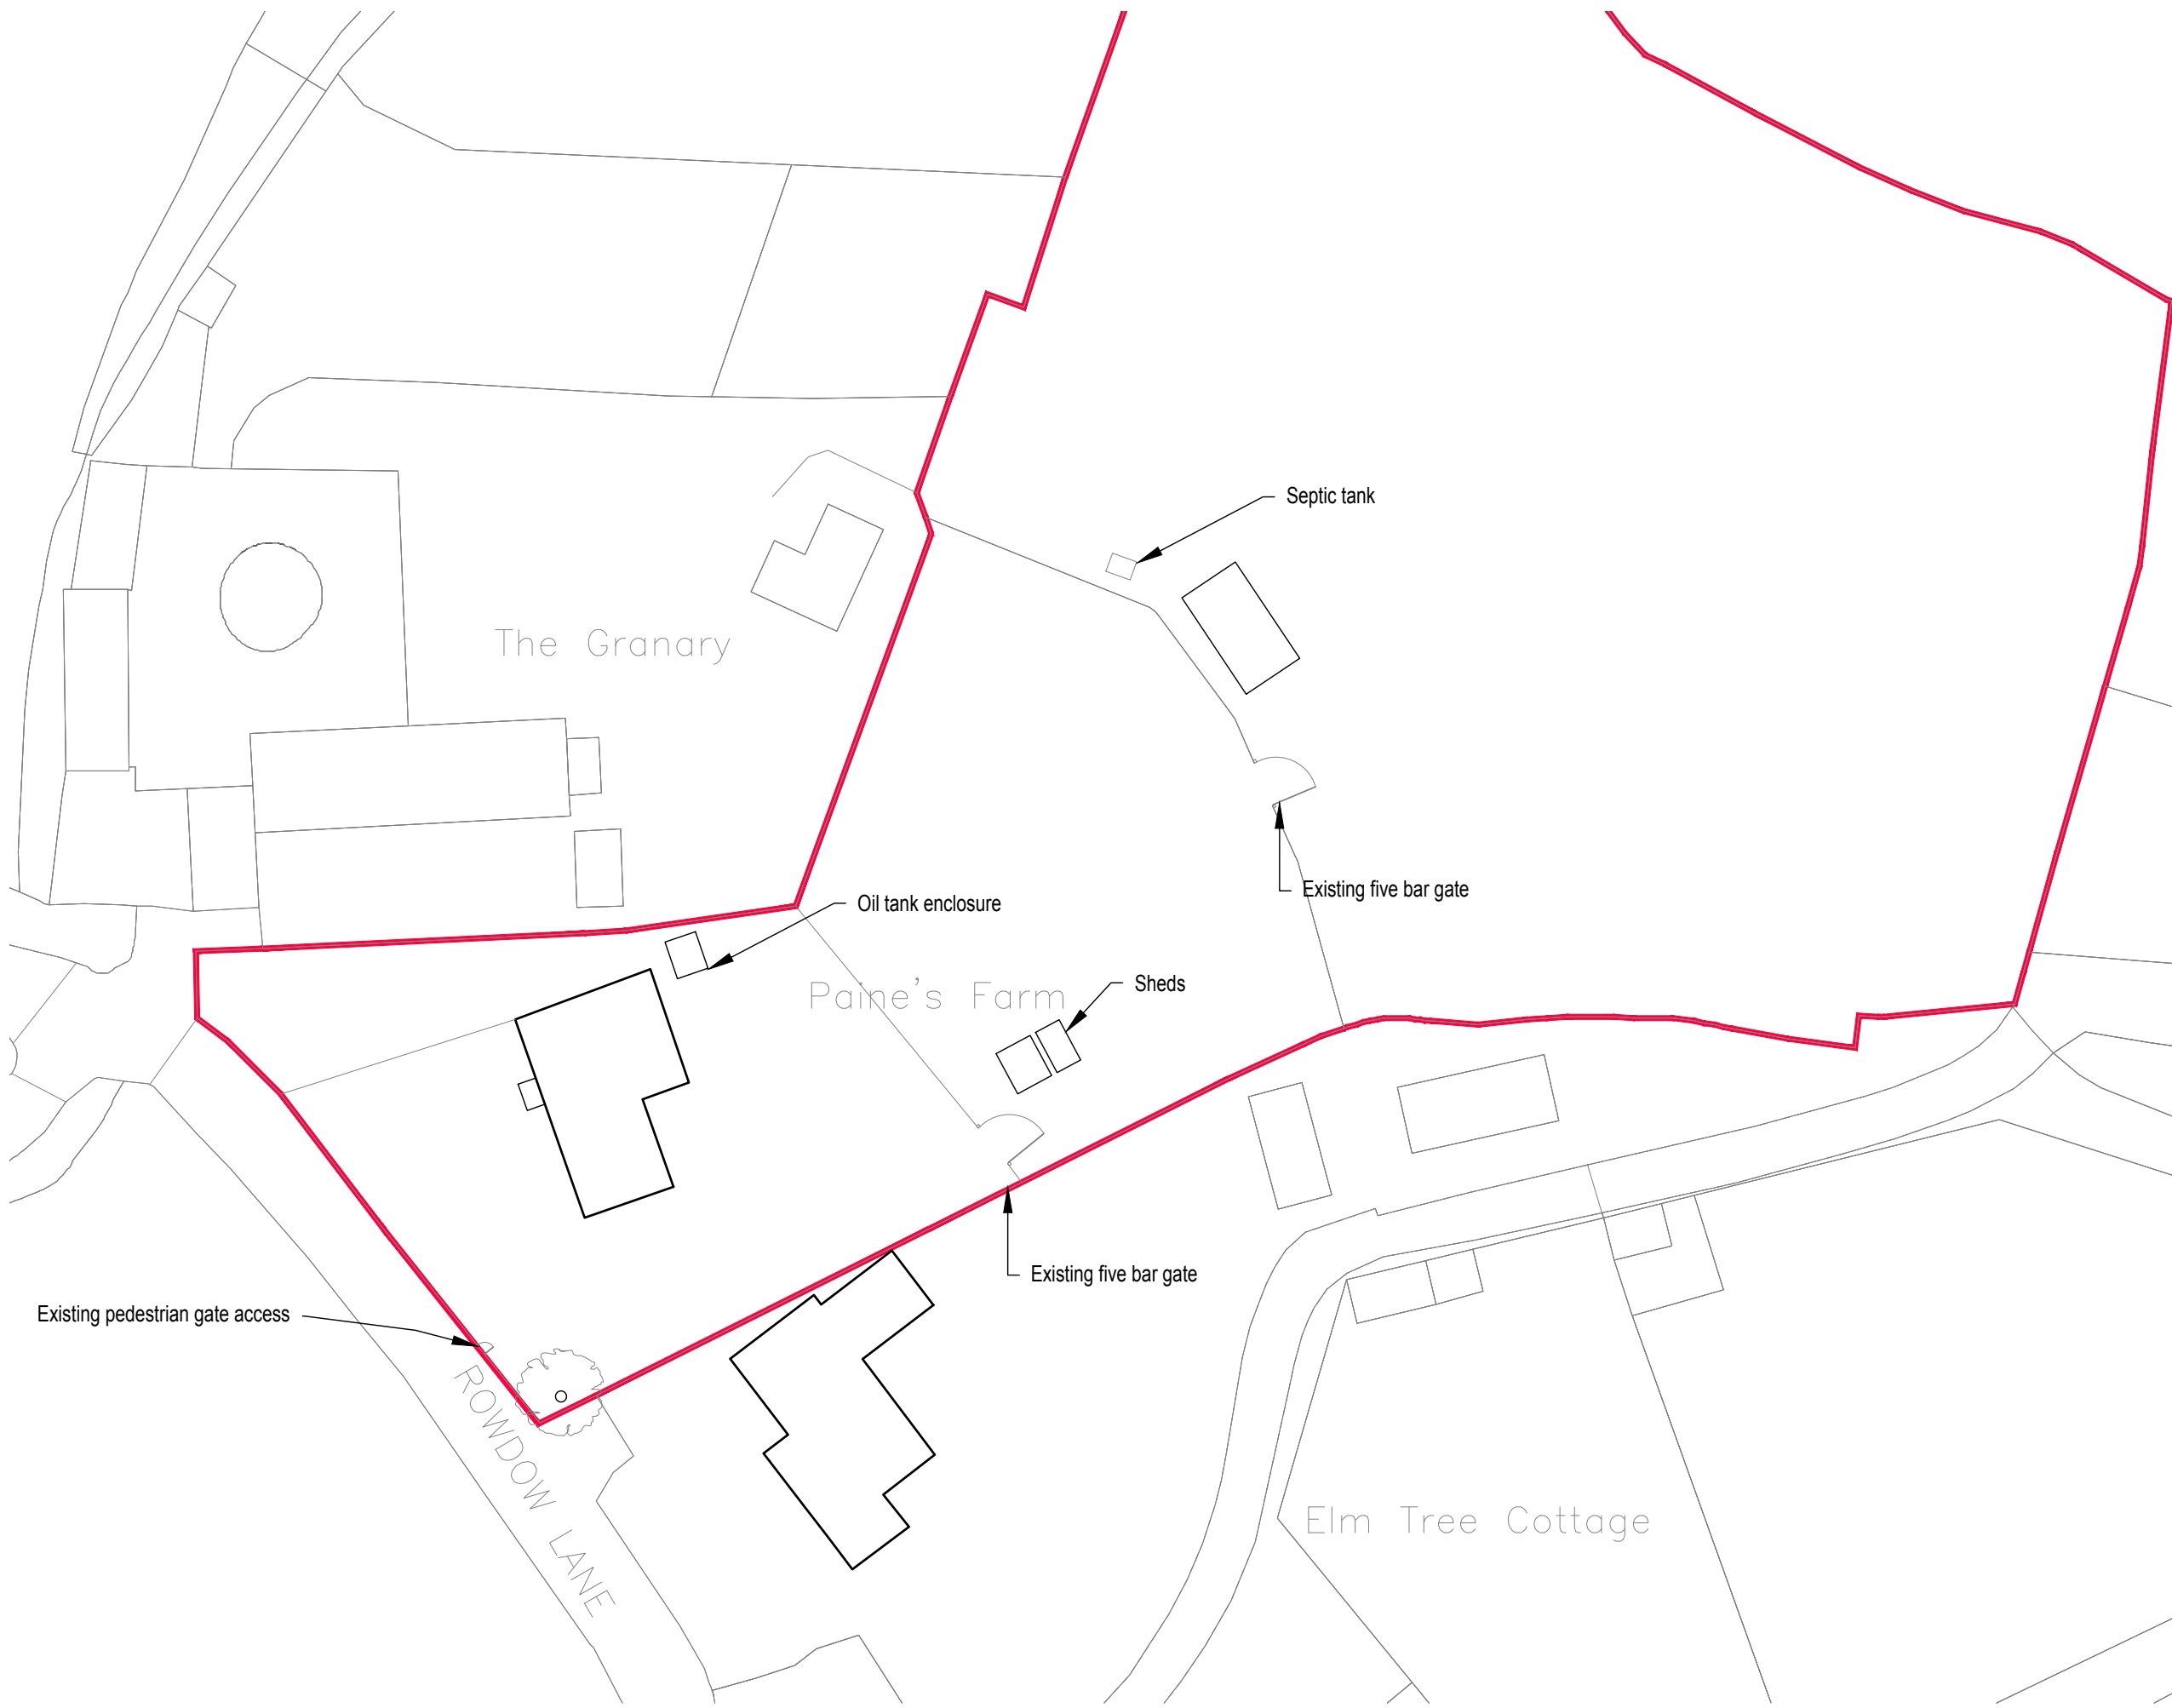 Septic tank
The Granary
Existing five bar gate
Oil tank enclosure
Paine's Farm
Sheds
Existing five bar gate
Existing pedestrian gate access
ROWDOW LANE
Elm Tree Cottage